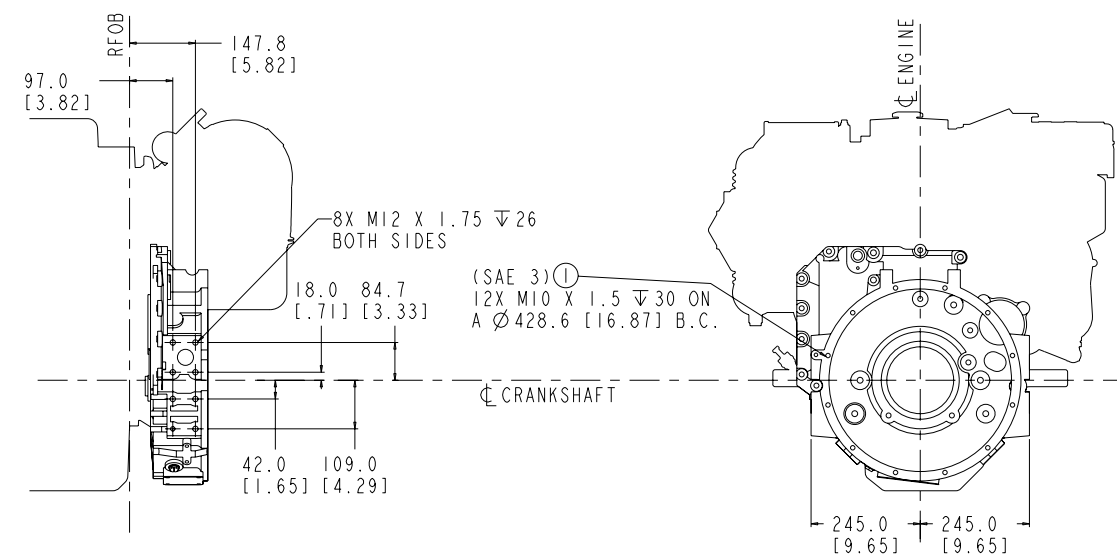 RFOB
147.8
[5.82]
97.0
[3.82]
8X M12 X 1.75 ↧ 26
BOTH SIDES
18.0 84.7
[.71] [3.33]
42.0 109.0
[1.65] [4.29]
℄ ENGINE
(SAE 3) 1
12X M10 X 1.5 ↧ 30 ON
A ∅ 428.6 [16.87] B.C.
℄ CRANKSHAFT
245.0 245.0
[9.65] [9.65]